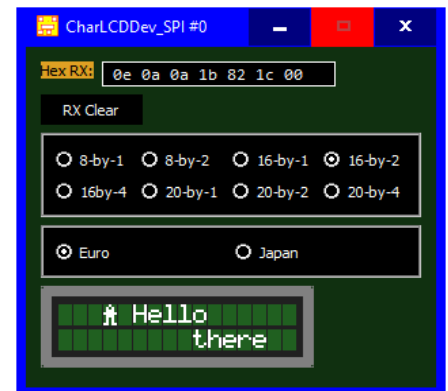 CharLCDDev_SPI #0
Hex RX: 0e 0a 0a 1b 82 1c 00
RX Clear
8-by-1 8-by-2 16-by-1 16-by-2
16by-4 20-by-1 20-by-2 20-by-4
Euro Japan
Hello
there